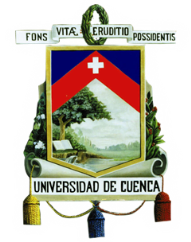 FONS VITÆ ERUDITIO POSSIDENTIS
UNIVERSIDAD DE CUENCA